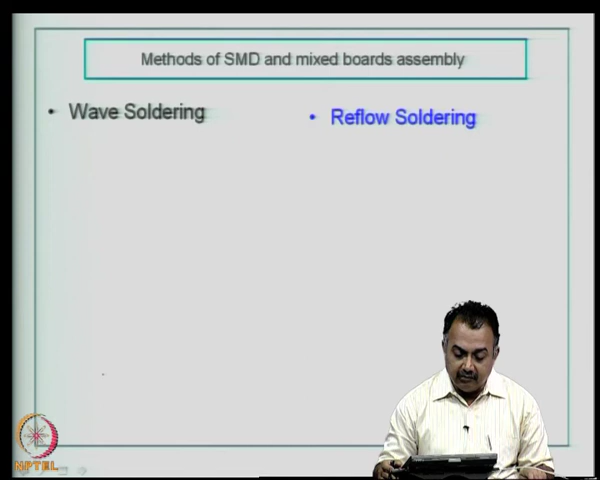 Methods of SMD and mixed boards assembly
• Wave Soldering
• Reflow Soldering
NPTEL